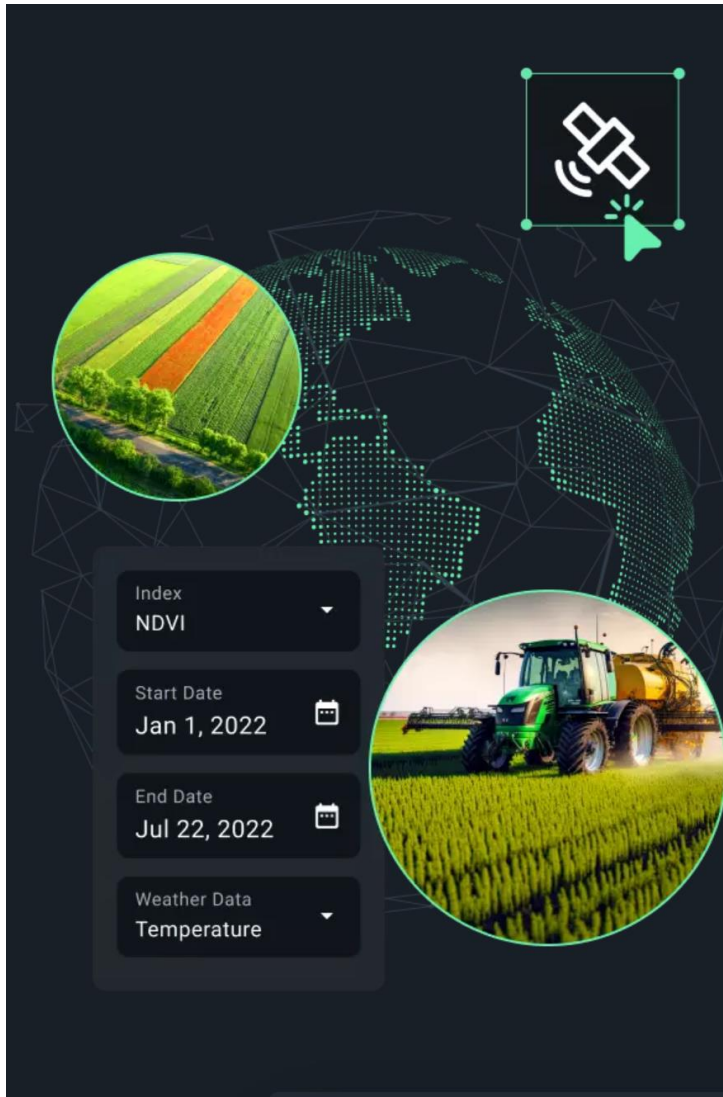 Index
NDVI
Start Date
Jan 1, 2022
End Date
Jul 22, 2022
Weather Data
Temperature